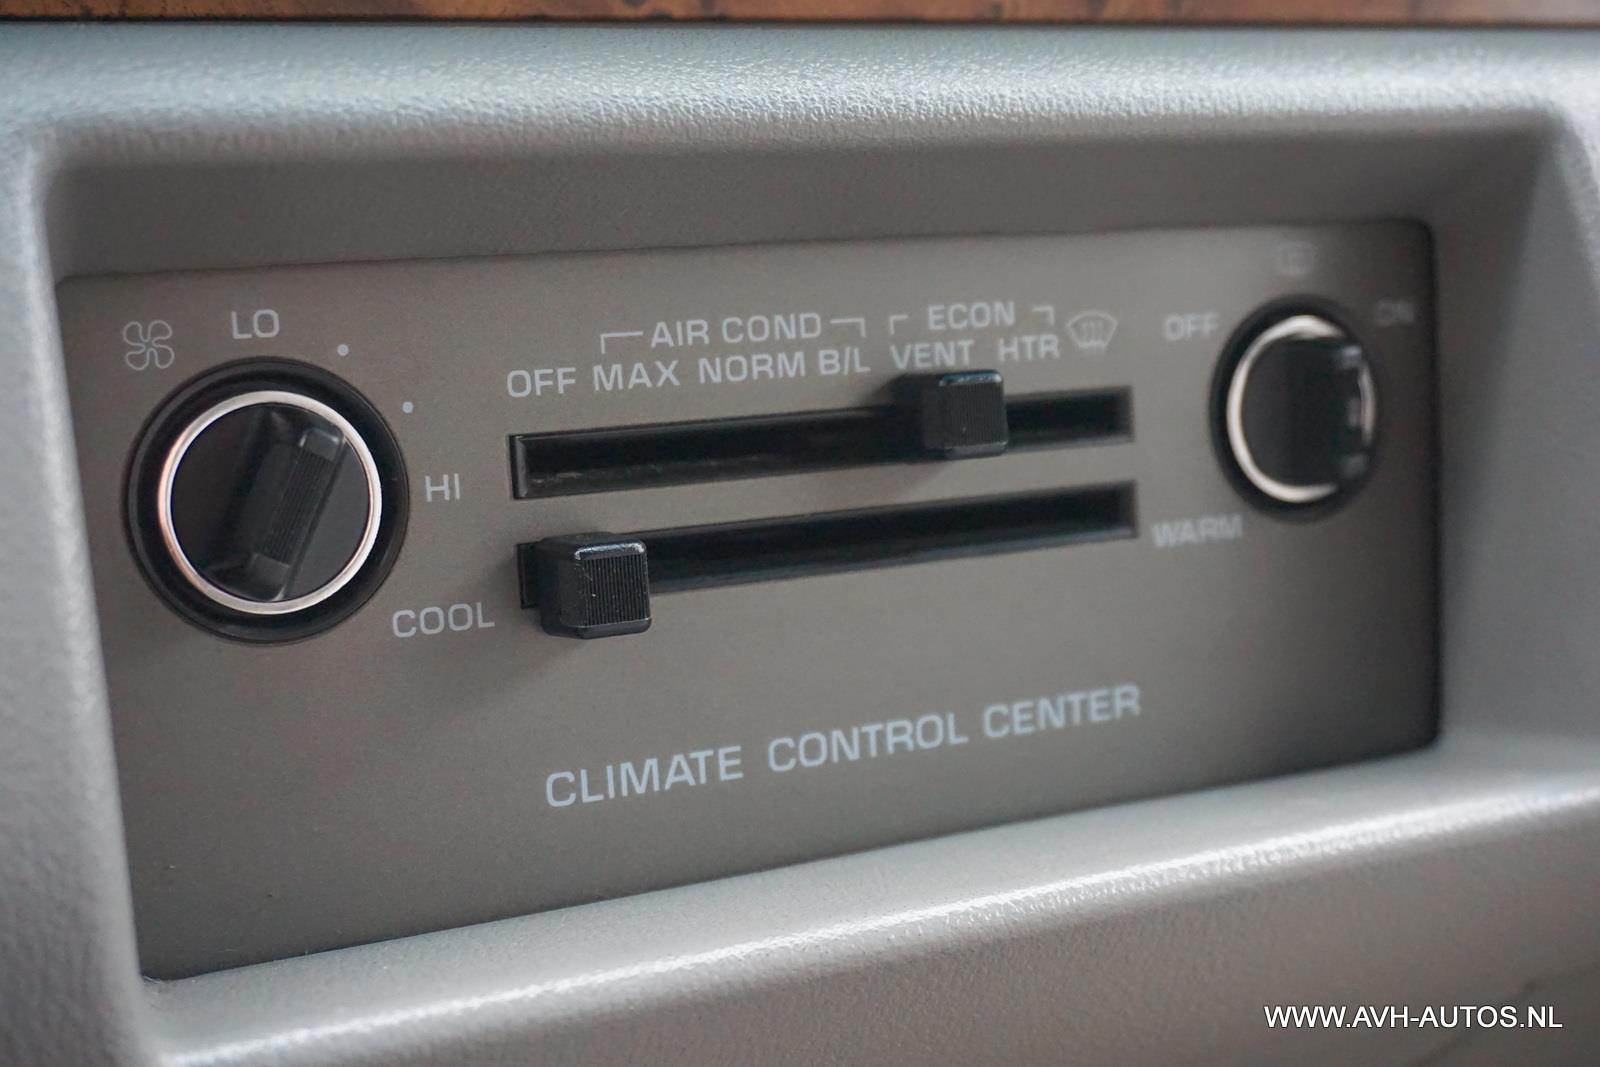 LO
AIR COND ECON
OFF MAX NORM B/L VENT HTR
OFF ON
HI
WARM
COOL
CLIMATE CONTROL CENTER
WWW.AVH-AUTOS.NL